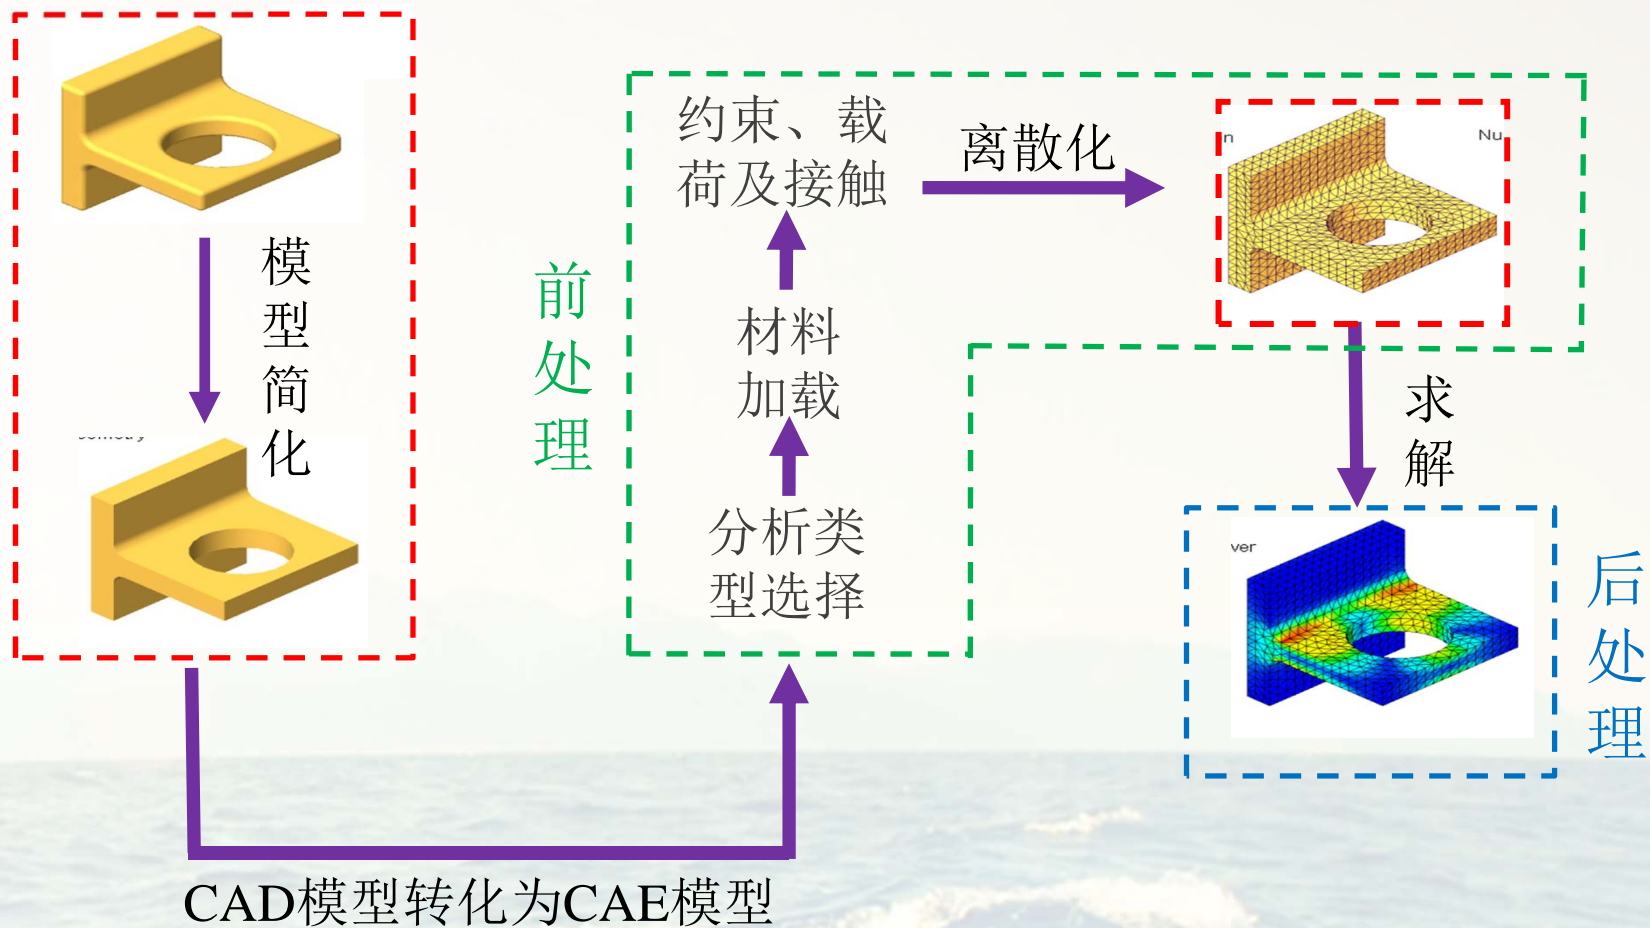 模
型
简
化
CAD模型转化为CAE模型
前
处
理
约束、载
荷及接触
材料
加载
分析类
型选择
离散化
n
Nu
求
解
ver
后
处
理